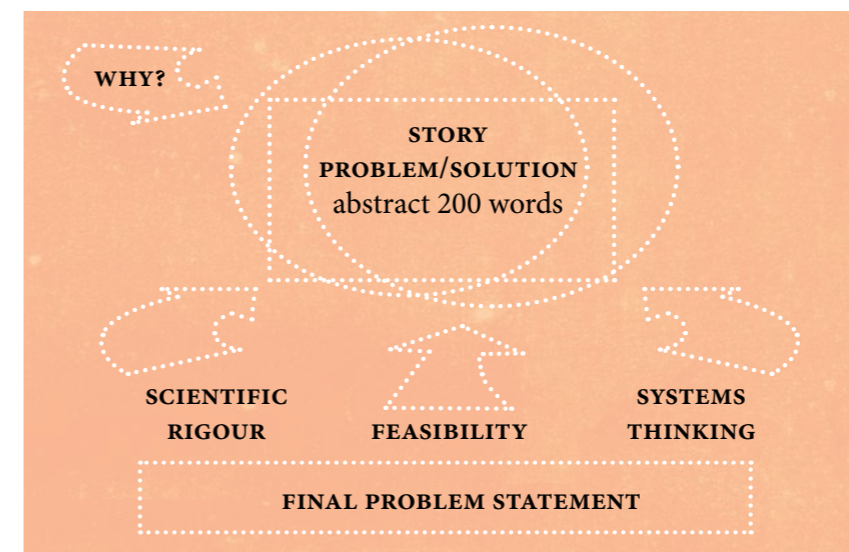 WHY?
STORY
PROBLEM/SOLUTION
abstract 200 words
SCIENTIFIC
RIGOUR
FEASIBILITY
SYSTEMS
THINKING
FINAL PROBLEM STATEMENT